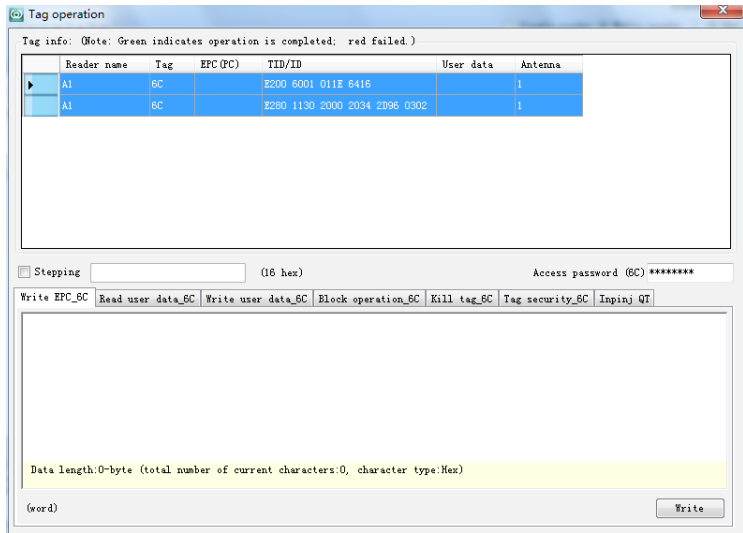 Tag operation
Tag info: (Note: Green indicates operation is completed; red failed.)
Reader name Tag EPC(PC) TID/ID User data Antenna
A1 6C E200 6001 011E 6416 1
A1 6C E280 1130 2000 2034 2D96 0302 1
Stepping (16 hex) Access password (6C) ********
Write EPC_6C Read user data_6C Write user data_6C Block operation_6C Kill tag_6C Tag security_6C Inpinj QT
Data length:0-byte (total number of current characters:0, character type:Hex)
(word) Write